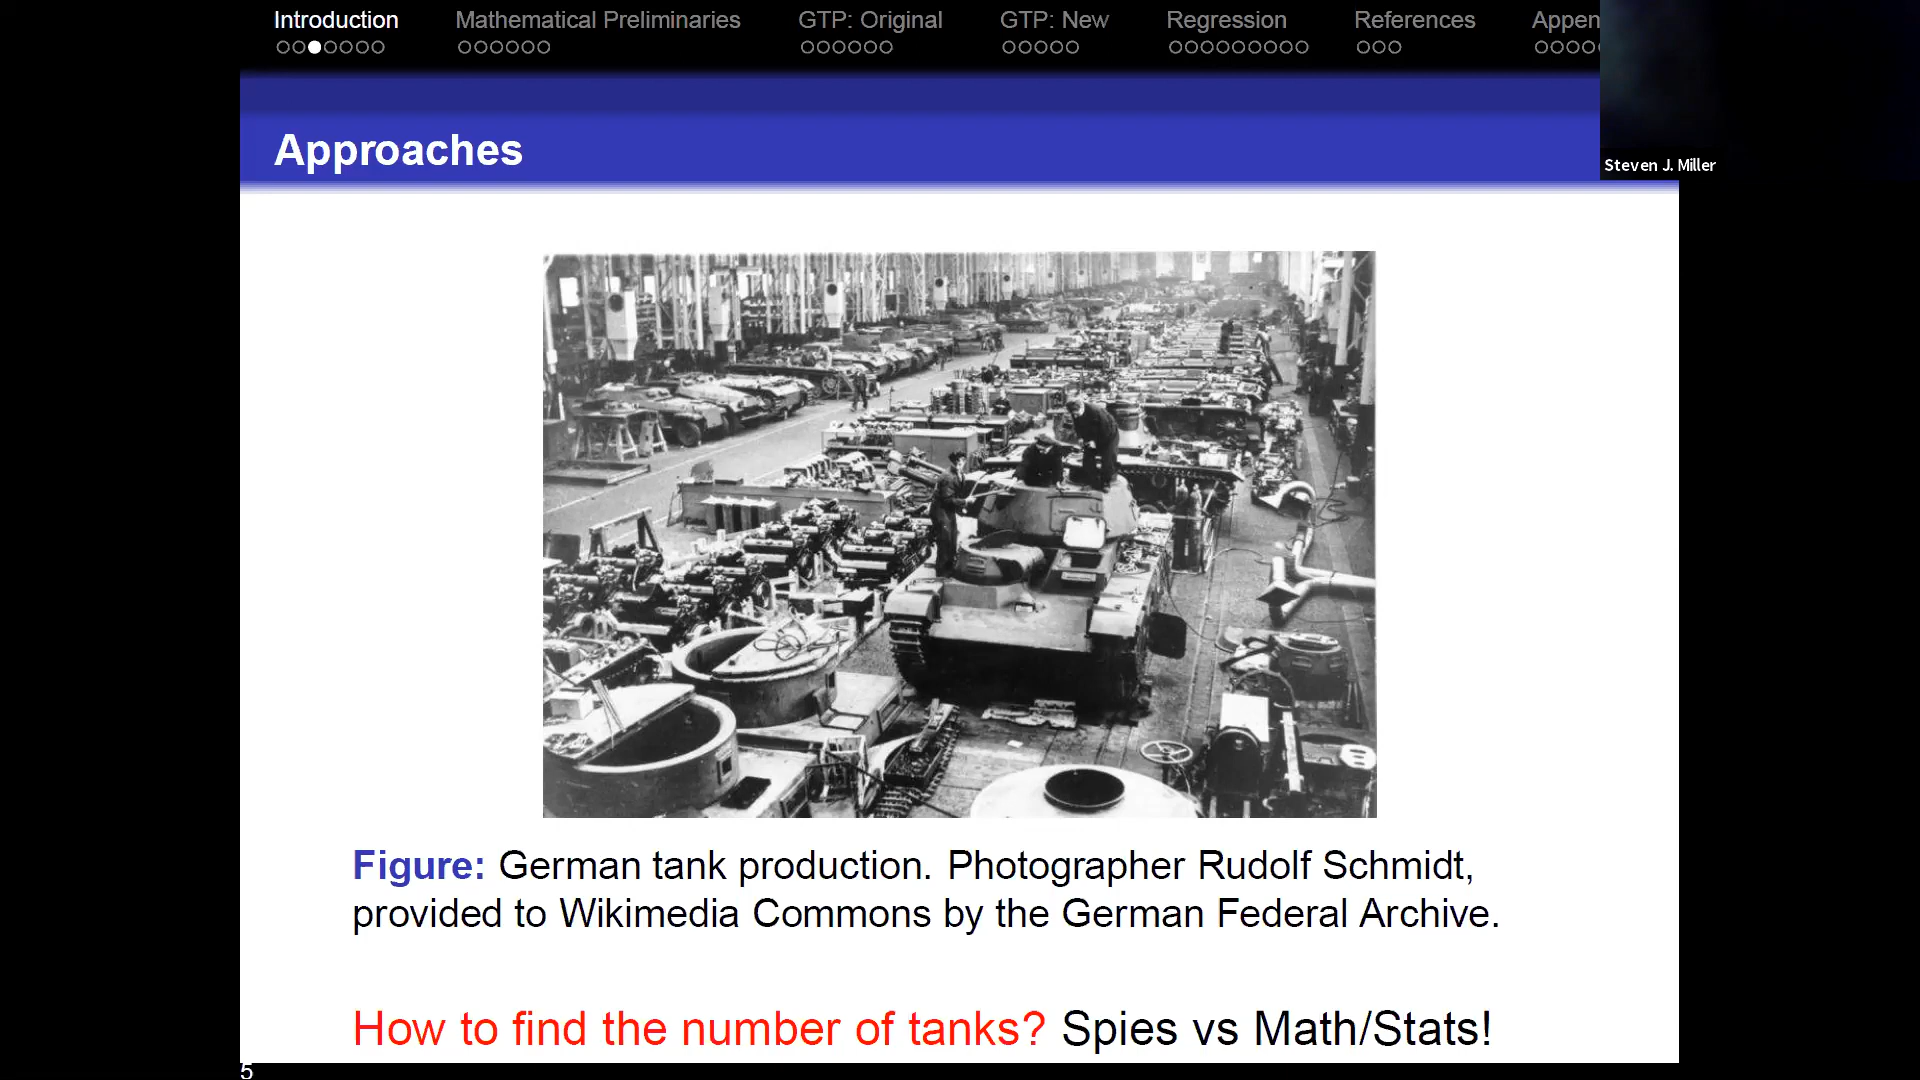 Introduction Mathematical Preliminaries GTP: Original GTP: New Regression References Appen
Steven J. Miller
Approaches
Figure: German tank production. Photographer Rudolf Schmidt,
provided to Wikimedia Commons by the German Federal Archive.
How to find the number of tanks? Spies vs Math/Stats!
5